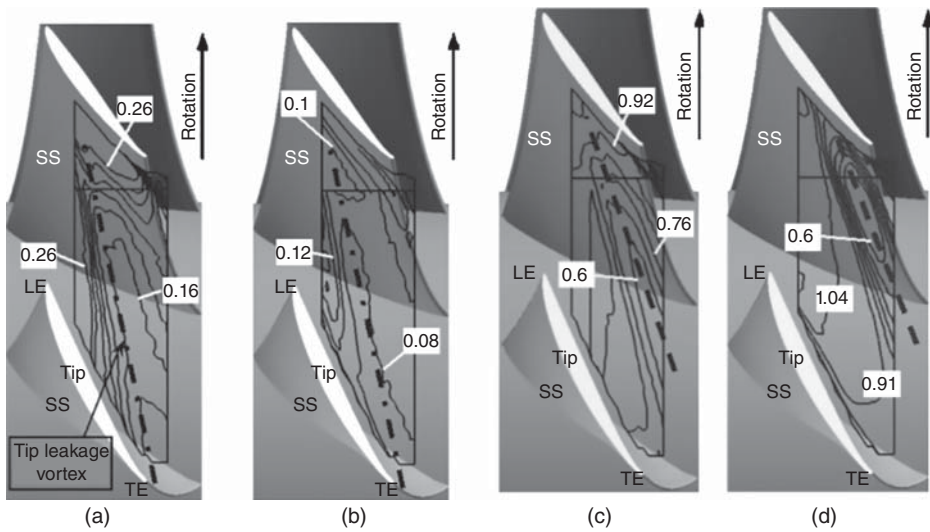 Rotation
0.26
SS
0.26
LE
0.16
Tip
SS
Tip leakage
vortex
TE
(a)
Rotation
0.1
SS
0.12
LE
0.08
Tip
SS
TE
(b)
Rotation
0.92
SS
0.76
LE
0.6
Tip
SS
TE
(c)
Rotation
SS
0.6
LE
1.04
Tip
0.91
SS
TE
(d)